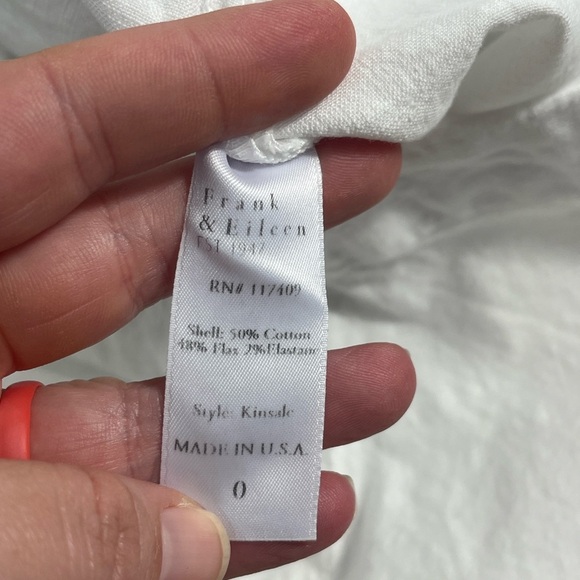 Frank
& Eileen
EST 1947
RN# 117409
Shell: 50% Cotton
48% Flax 2% Elastane
Style: Kinsale
MADE IN U.S.A.
0